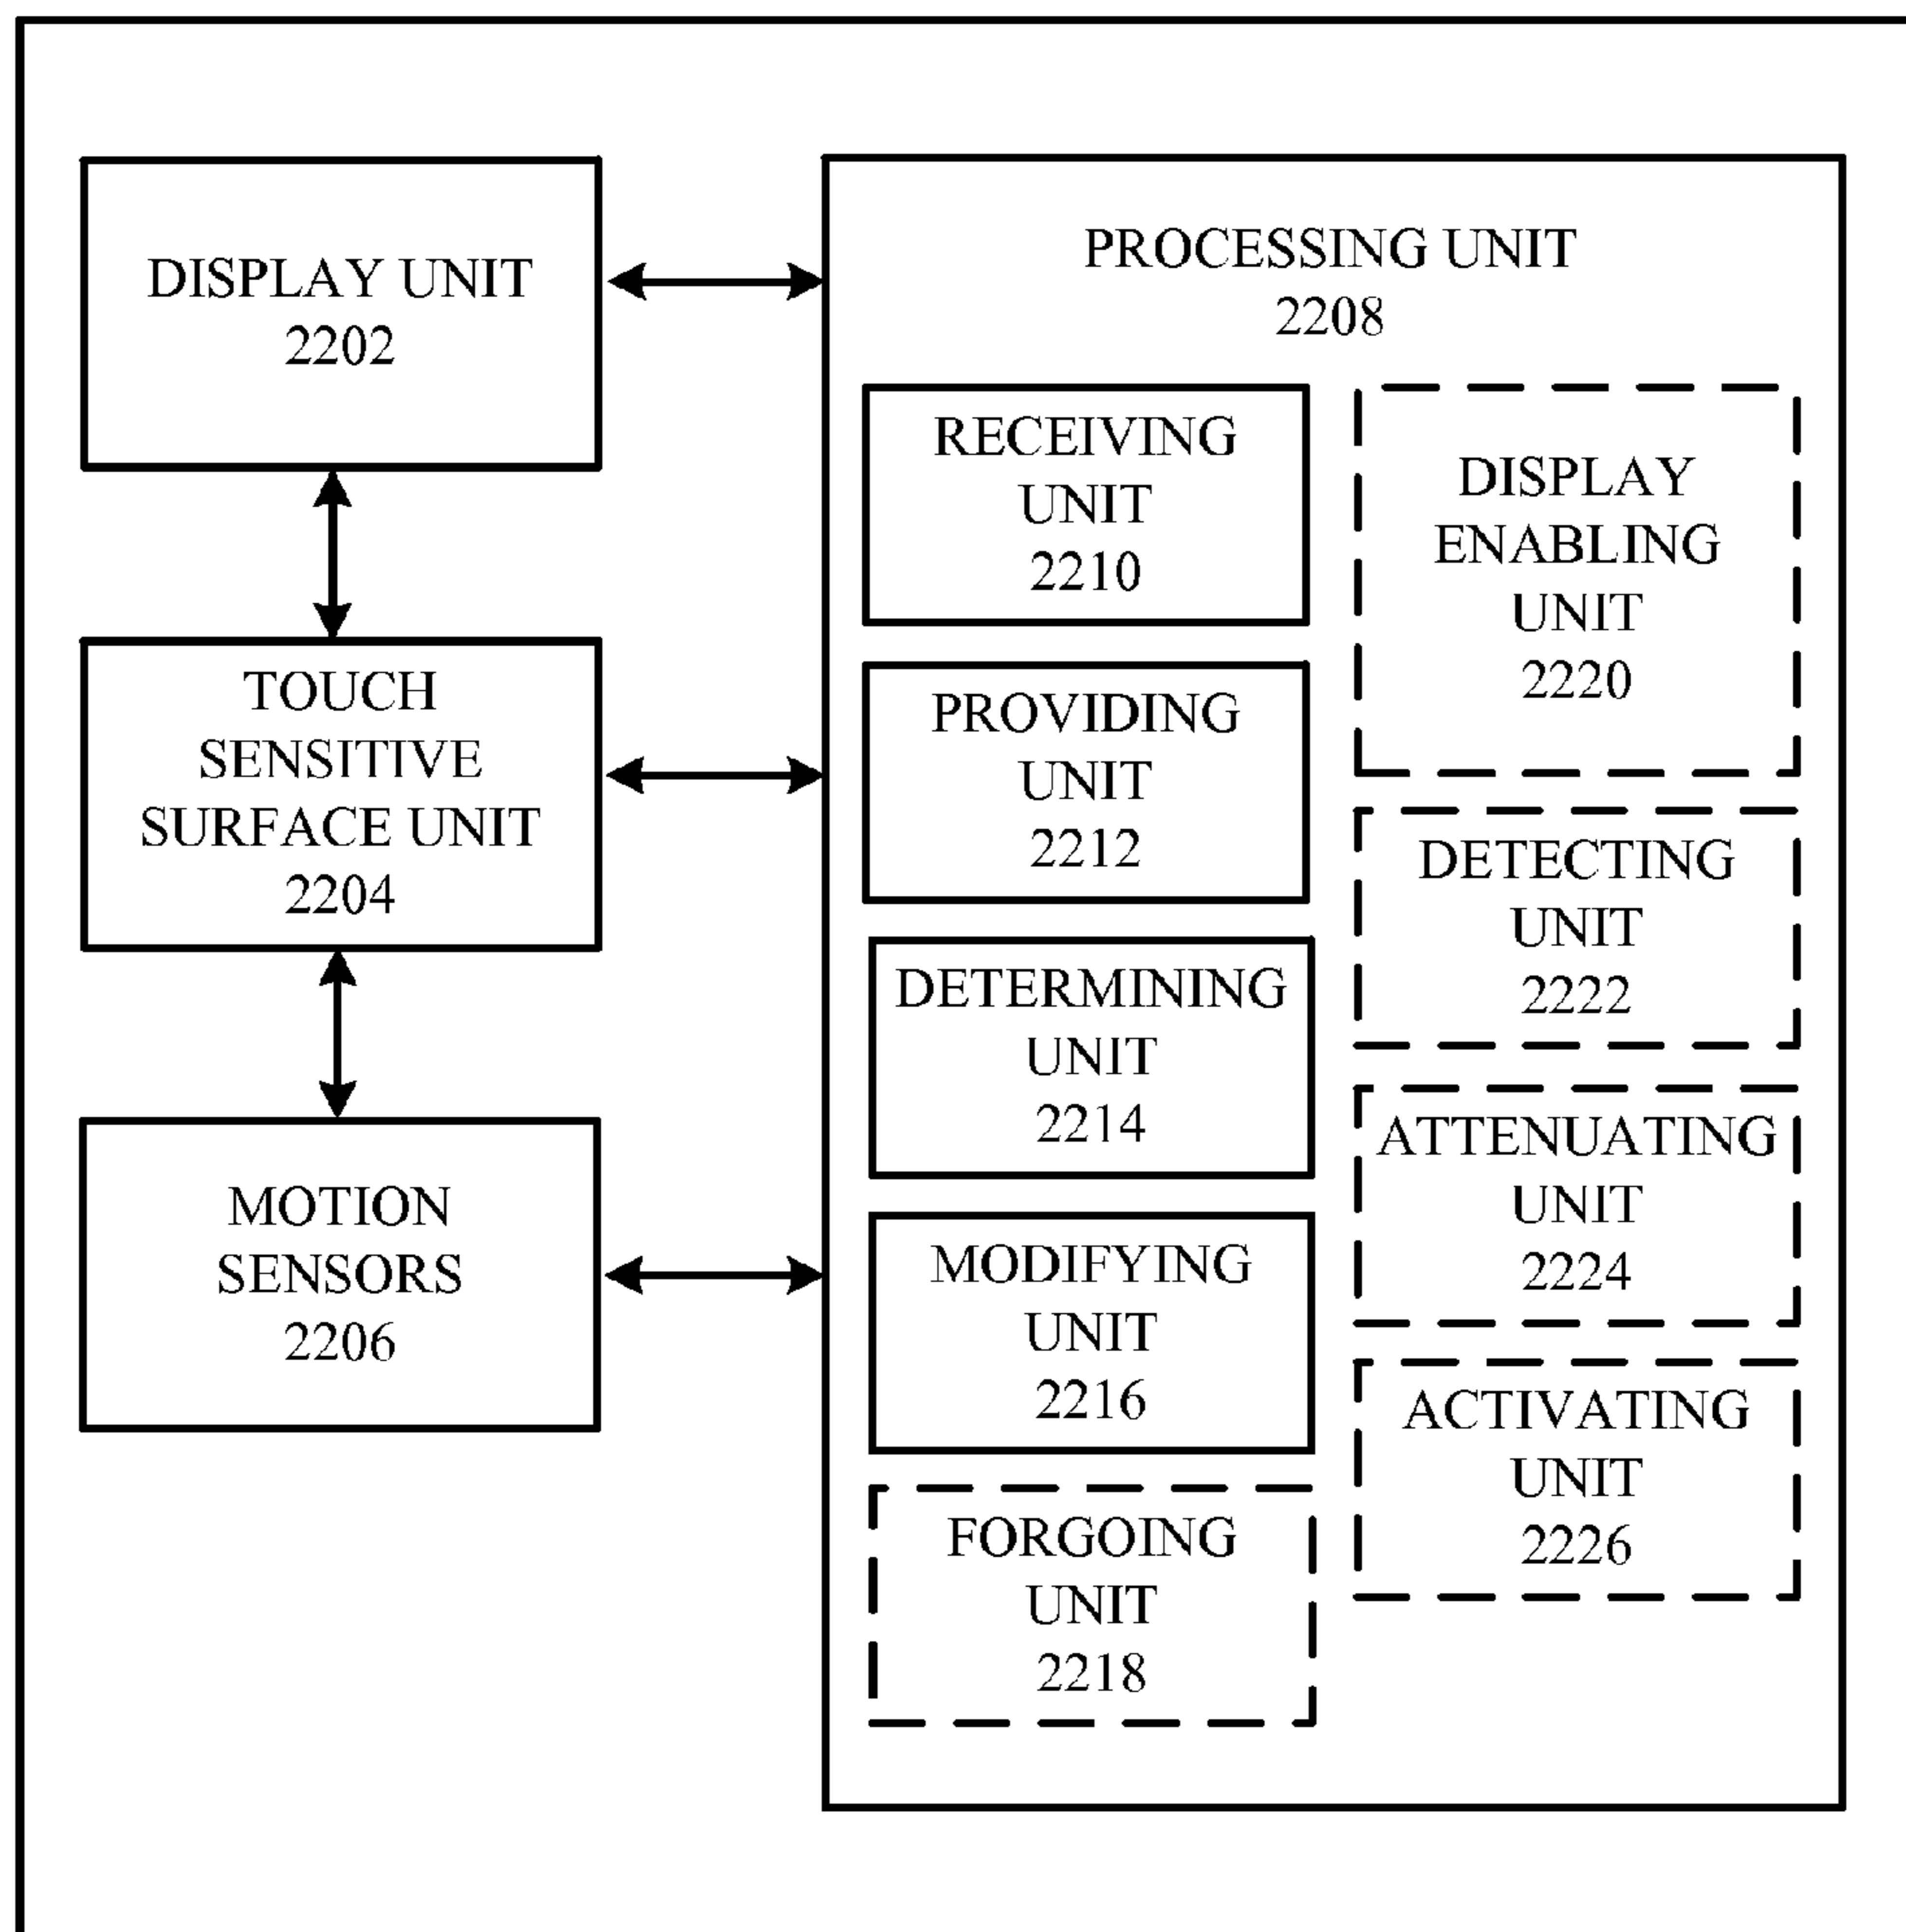 DISPLAY UNIT
2202
TOUCH
SENSITIVE
SURFACE UNIT
2204
MOTION
SENSORS
2206
PROCESSING UNIT
2208
RECEIVING
UNIT
2210
PROVIDING
UNIT
2212
DETERMINING
UNIT
2214
MODIFYING
UNIT
2216
FORGOING
UNIT
2218
DISPLAY
ENABLING
UNIT
2220
DETECTING
UNIT
2222
ATTENUATING
UNIT
2224
ACTIVATING
UNIT
2226